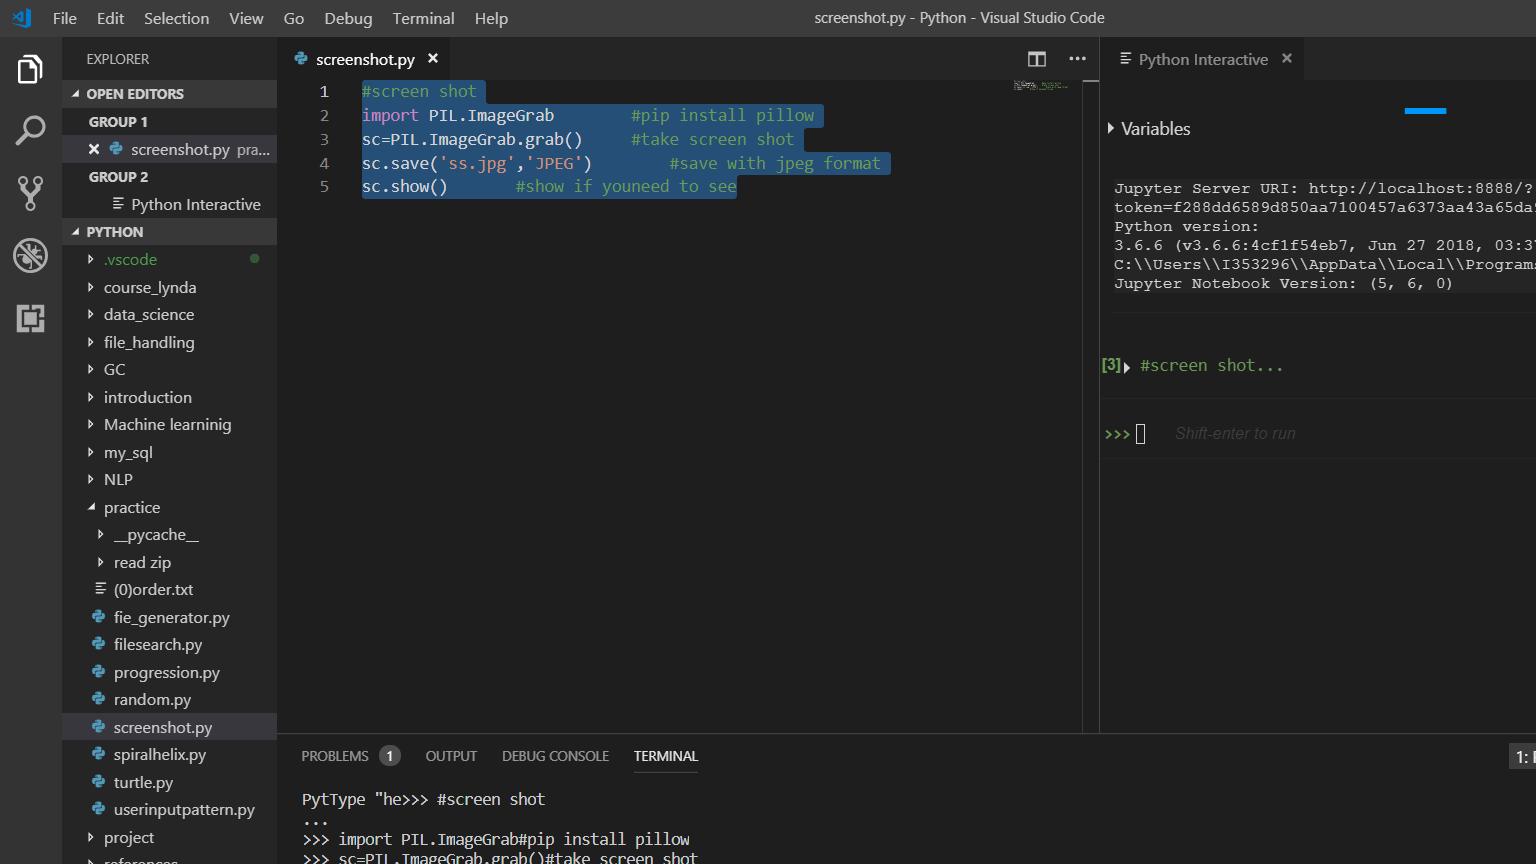 File Edit Selection View Go Debug Terminal Help
screenshot.py - Python - Visual Studio Code
EXPLORER
OPEN EDITORS
GROUP 1
screenshot.py pra...
GROUP 2
Python Interactive
PYTHON
.vscode
course_lynda
data_science
file_handling
GC
introduction
Machine learninig
my_sql
NLP
practice
__pycache__
read zip
(0)order.txt
fie_generator.py
filesearch.py
progression.py
random.py
screenshot.py
spiralhelix.py
turtle.py
userinputpattern.py
project
references
screenshot.py
1 #screen shot
2 import PIL.ImageGrab #pip install pillow
3 sc=PIL.ImageGrab.grab() #take screen shot
4 sc.save('ss.jpg','JPEG') #save with jpeg format
5 sc.show() #show if youneed to see
Python Interactive
Variables
Jupyter Server URI: http://localhost:8888/?
token=f288dd6589d850aa7100457a6373aa43a65da
Python version:
3.6.6 (v3.6.6:4cf1f54eb7, Jun 27 2018, 03:37
C:\\Users\\I353296\\AppData\\Local\\Programs
Jupyter Notebook Version: (5, 6, 0)
[3] #screen shot...
>>> Shift-enter to run
PROBLEMS 1 OUTPUT DEBUG CONSOLE TERMINAL
1:
PytType "he>>> #screen shot
...
>>> import PIL.ImageGrab#pip install pillow
>>> sc=PIL.ImageGrab.grab()#take screen shot